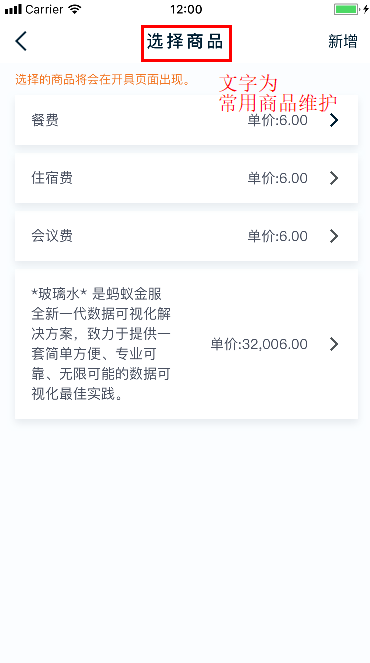 Carrier 12:00
选择商品 新增
选择的商品将会在开具页面出现。
文字为
常用商品维护
餐费 单价:6.00
住宿费 单价:6.00
会议费 单价:6.00
*玻璃水* 是蚂蚁金服
全新一代数据可视化解
决方案，致力于提供一
套简单方便、专业可
靠、无限可能的数据可
视化最佳实践。
单价:32,006.00